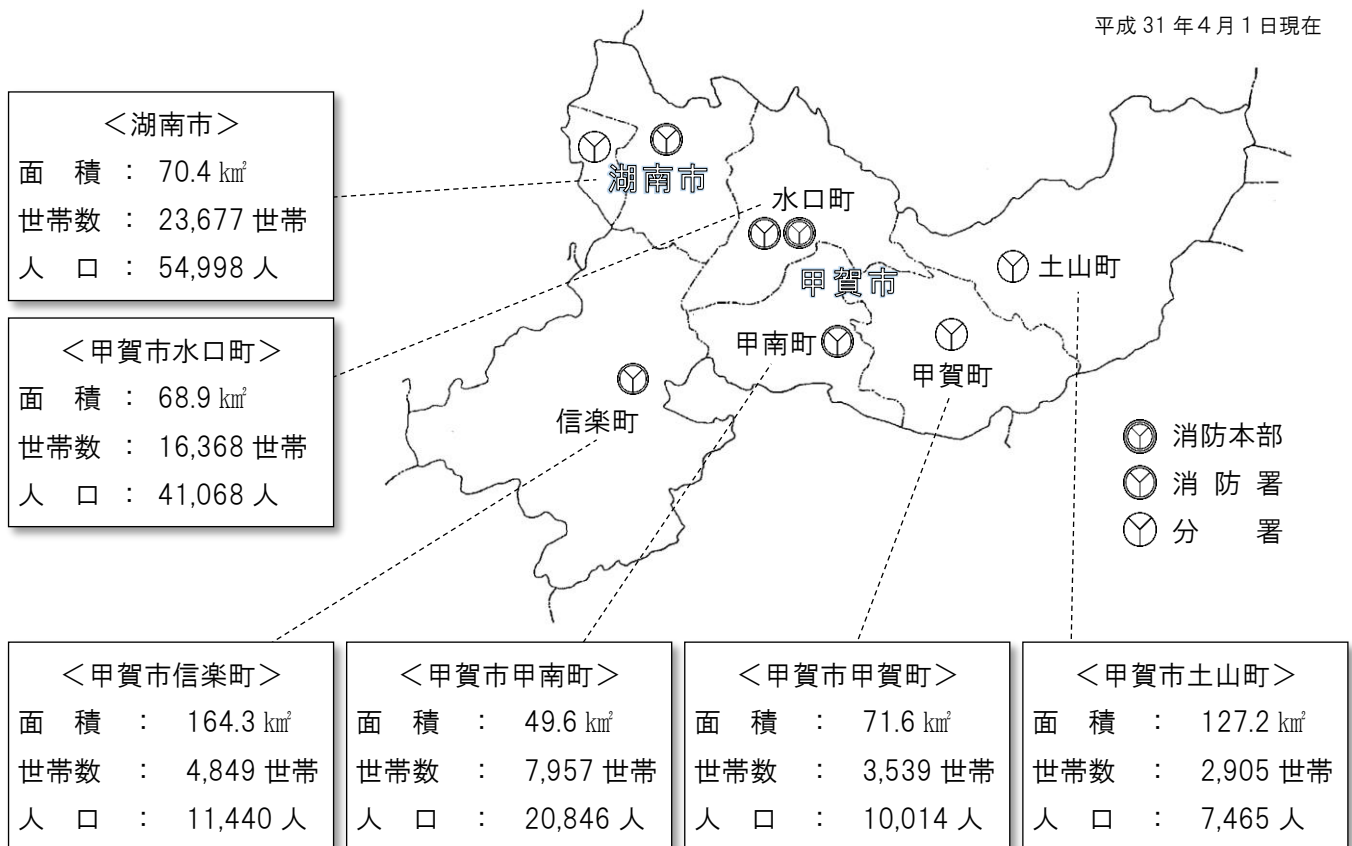 平成 31 年４月１日現在
＜湖南市＞
面　積 ： 70.4 ㎢
世帯数 ： 23,677 世帯
人　口 ： 54,998 人
＜甲賀市水口町＞
面　積 ： 68.9 ㎢
世帯数 ： 16,368 世帯
人　口 ： 41,068 人
湖南市
水口町
甲賀市
土山町
甲南町
甲賀町
信楽町
消防本部
消 防 署
分　　署
＜甲賀市信楽町＞
面　積 ： 164.3 ㎢
世帯数 ： 4,849 世帯
人　口 ： 11,440 人
＜甲賀市甲南町＞
面　積 ： 49.6 ㎢
世帯数 ： 7,957 世帯
人　口 ： 20,846 人
＜甲賀市甲賀町＞
面　積 ： 71.6 ㎢
世帯数 ： 3,539 世帯
人　口 ： 10,014 人
＜甲賀市土山町＞
面　積 ： 127.2 ㎢
世帯数 ： 2,905 世帯
人　口 ： 7,465 人